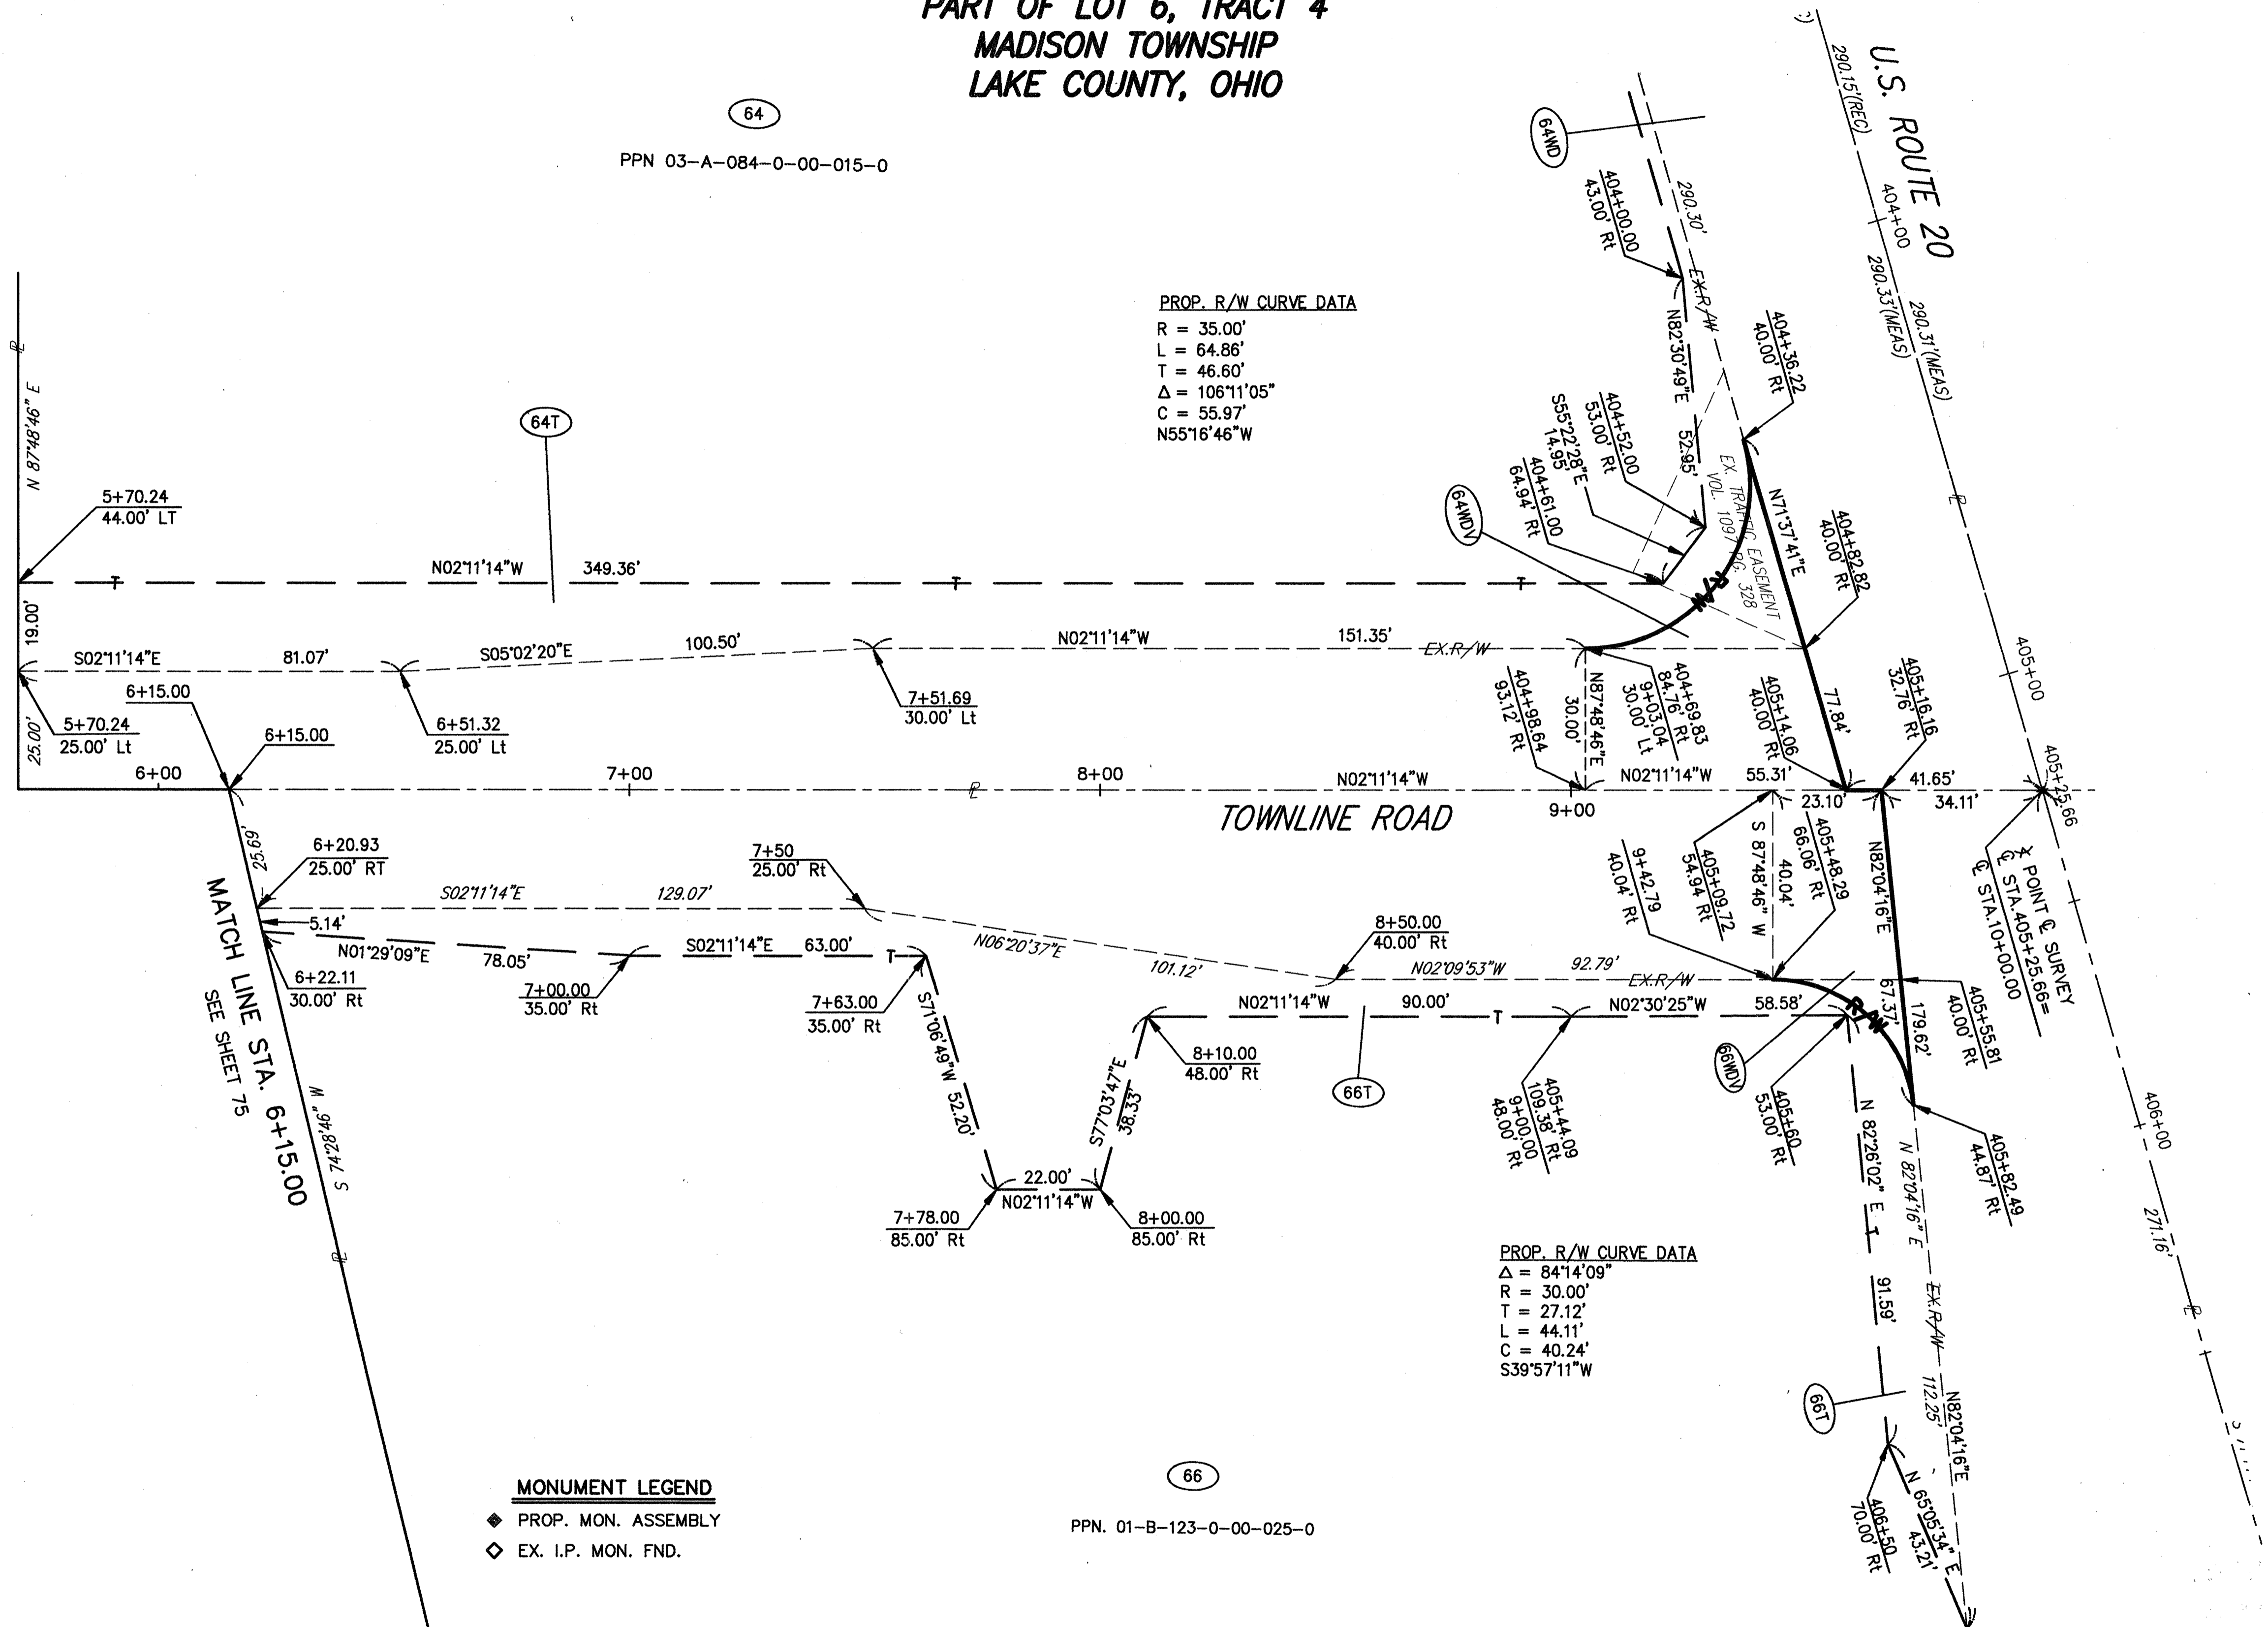 PART OF LOT 6, TRACT 4
MADISON TOWNSHIP
LAKE COUNTY, OHIO
64
PPN 03-A-084-0-00-015-0
U.S. ROUTE 20
290.15'(REC)
404+00
290.33'(MEAS)
290.31'(MEAS)
64WD
290.30'
404+00.00
43.00' Rt
EX.R/W
N82°30'49"E 52.95'
404+36.22
40.00' Rt
PROP. R/W CURVE DATA
R = 35.00'
L = 64.86'
T = 46.60'
Δ = 106°11'05"
C = 55.97'
N55°16'46"W
N 87°48'46" E
64T
5+70.24
44.00' LT
N02°11'14"W 349.36'
T
T
T
404+52.00
53.00' Rt
S55°22'28"E
14.95'
404+61.00
64.94' Rt
64WDV
EX. TRAFFIC EASEMENT
VOL. 1097 PG. 328
N71°37'41"E
404+82.82
40.00' Rt
R/W
19.00'
S02°11'14"E 81.07'
S05°02'20"E 100.50'
N02°11'14"W 151.35'
EX.R/W
77.84'
405+00
6+15.00
5+70.24
25.00' Lt
25.00'
6+15.00
6+51.32
25.00' Lt
7+51.69
30.00' Lt
404+98.64
93.12' Rt
N87°48'46"E
30.00'
404+69.83
84.76' Rt
9+03.04
30.00' Lt
405+14.06
40.00' Rt
405+16.16
32.76' Rt
405+25.66
6+00
7+00
8+00
N02°11'14"W
9+00
N02°11'14"W 55.31'
23.10'
41.65'
34.11'
TOWNLINE ROAD
25.69'
6+20.93
25.00' RT
7+50
25.00' Rt
S02°11'14"E 129.07'
9+42.79
40.04' Rt
405+09.72
54.94 Rt
S 87°48'46" W
40.04'
405+48.29
66.06' Rt
N82°04'16"E
POINT ℄ SURVEY
℄ STA.405+25.66=
℄ STA.10+00.00
5.14'
N01°29'09"E 78.05'
6+22.11
30.00' Rt
S02°11'14"E 63.00'
T
7+00.00
35.00' Rt
7+63.00
35.00' Rt
N06°20'37"E 101.12'
8+50.00
40.00' Rt
N02°09'53"W 92.79'
EX.R/W
N02°11'14"W 90.00'
T
N02°30'25"W 58.58'
R/W
67.37'
179.62'
405+55.81
40.00' Rt
MATCH LINE STA. 6+15.00
SEE SHEET 75
S 74°28'46" W
S71°06'49"W 52.20'
S77°03'47"E
38.33'
8+10.00
48.00' Rt
66T
405+44.09
109.38' Rt
9+00.00
48.00' Rt
66WDV
405+60
53.00' Rt
405+82.49
44.87' Rt
406+00
271.16'
22.00'
N02°11'14"W
7+78.00
85.00' Rt
8+00.00
85.00' Rt
N 82°26'02" E
T
91.59'
N 82°04'16" E
EX.R/W
112.25'
N82°04'16"E
PROP. R/W CURVE DATA
Δ = 84°14'09"
R = 30.00'
T = 27.12'
L = 44.11'
C = 40.24'
S39°57'11"W
66T
406+50
70.00' Rt
N 65°05'34" E
43.21'
66
PPN. 01-B-123-0-00-025-0
MONUMENT LEGEND
PROP. MON. ASSEMBLY
EX. I.P. MON. FND.